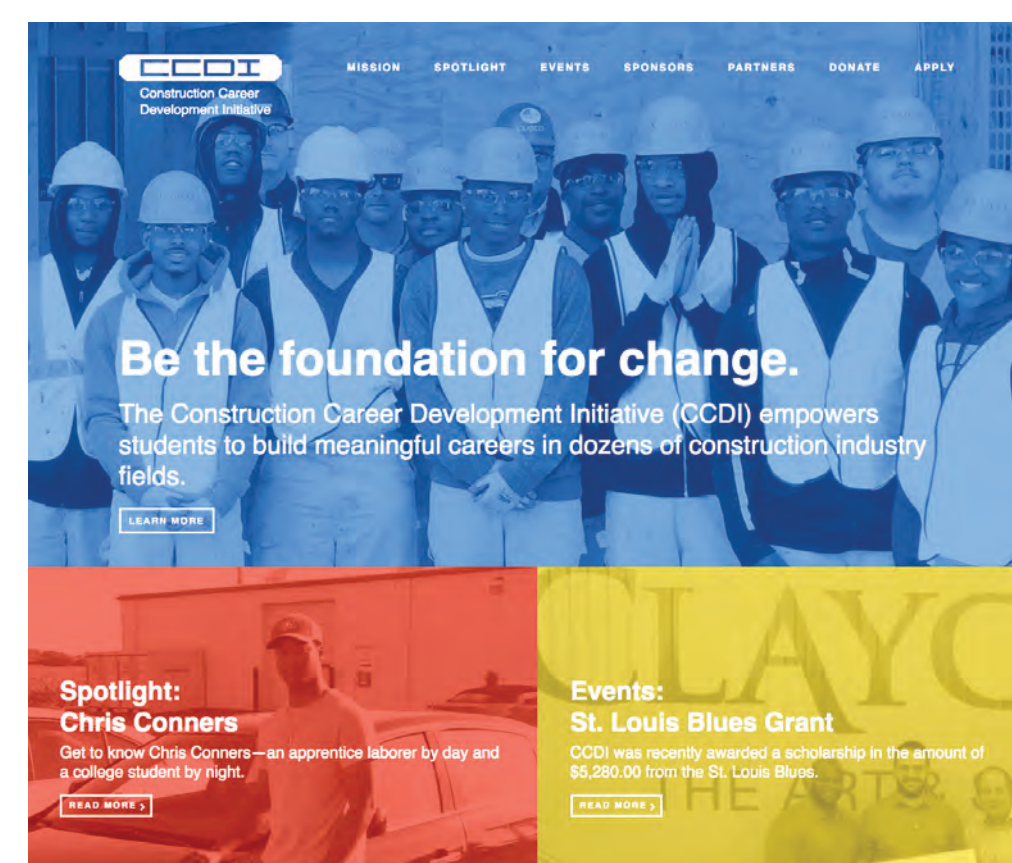 CCDI
Construction Career
Development Initiative
MISSION SPOTLIGHT EVENTS SPONSORS PARTNERS DONATE APPLY
CLAYCO
Be the foundation for change.
The Construction Career Development Initiative (CCDI) empowers
students to build meaningful careers in dozens of construction industry
fields.
LEARN MORE
Spotlight:
Chris Conners
Get to know Chris Conners—an apprentice laborer by day and
a college student by night.
READ MORE >
CLAYC
Events:
St. Louis Blues Grant
CCDI was recently awarded a scholarship in the amount of
$5,280.00 from the St. Louis Blues.
THE ART &
READ MORE >